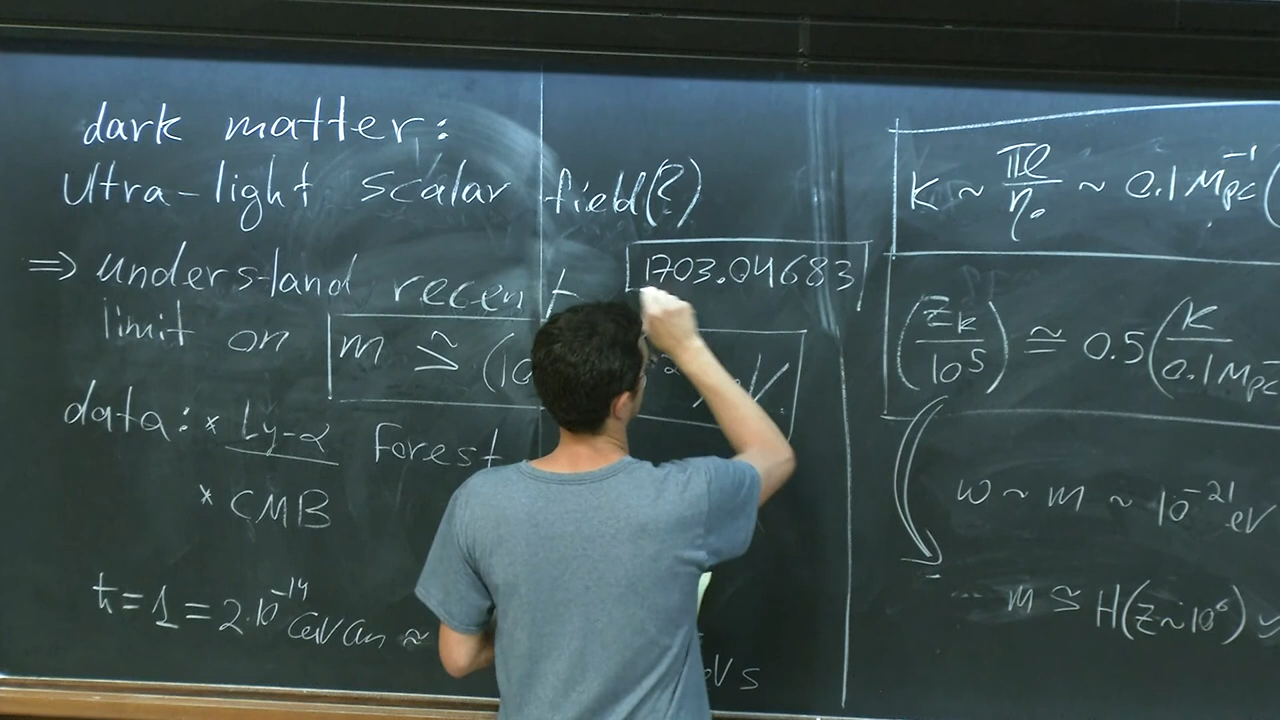 dark matter:
Ultra-light scalar field(?)
⇒ understand recent
1703.04683
limit on m ≳ (10
data: * Ly-α Forest
* CMB
ħ=1=2.10⁻¹⁴ GeV cm ≈
eV s
K ~ πl/η₀ ~ 0.1 Mpc⁻¹ (
(z_k/10⁵) ≅ 0.5 (K/0.1 Mpc⁻
ω ~ m ~ 10⁻²¹ eV
... m ≃ H(z~10⁶) ✓